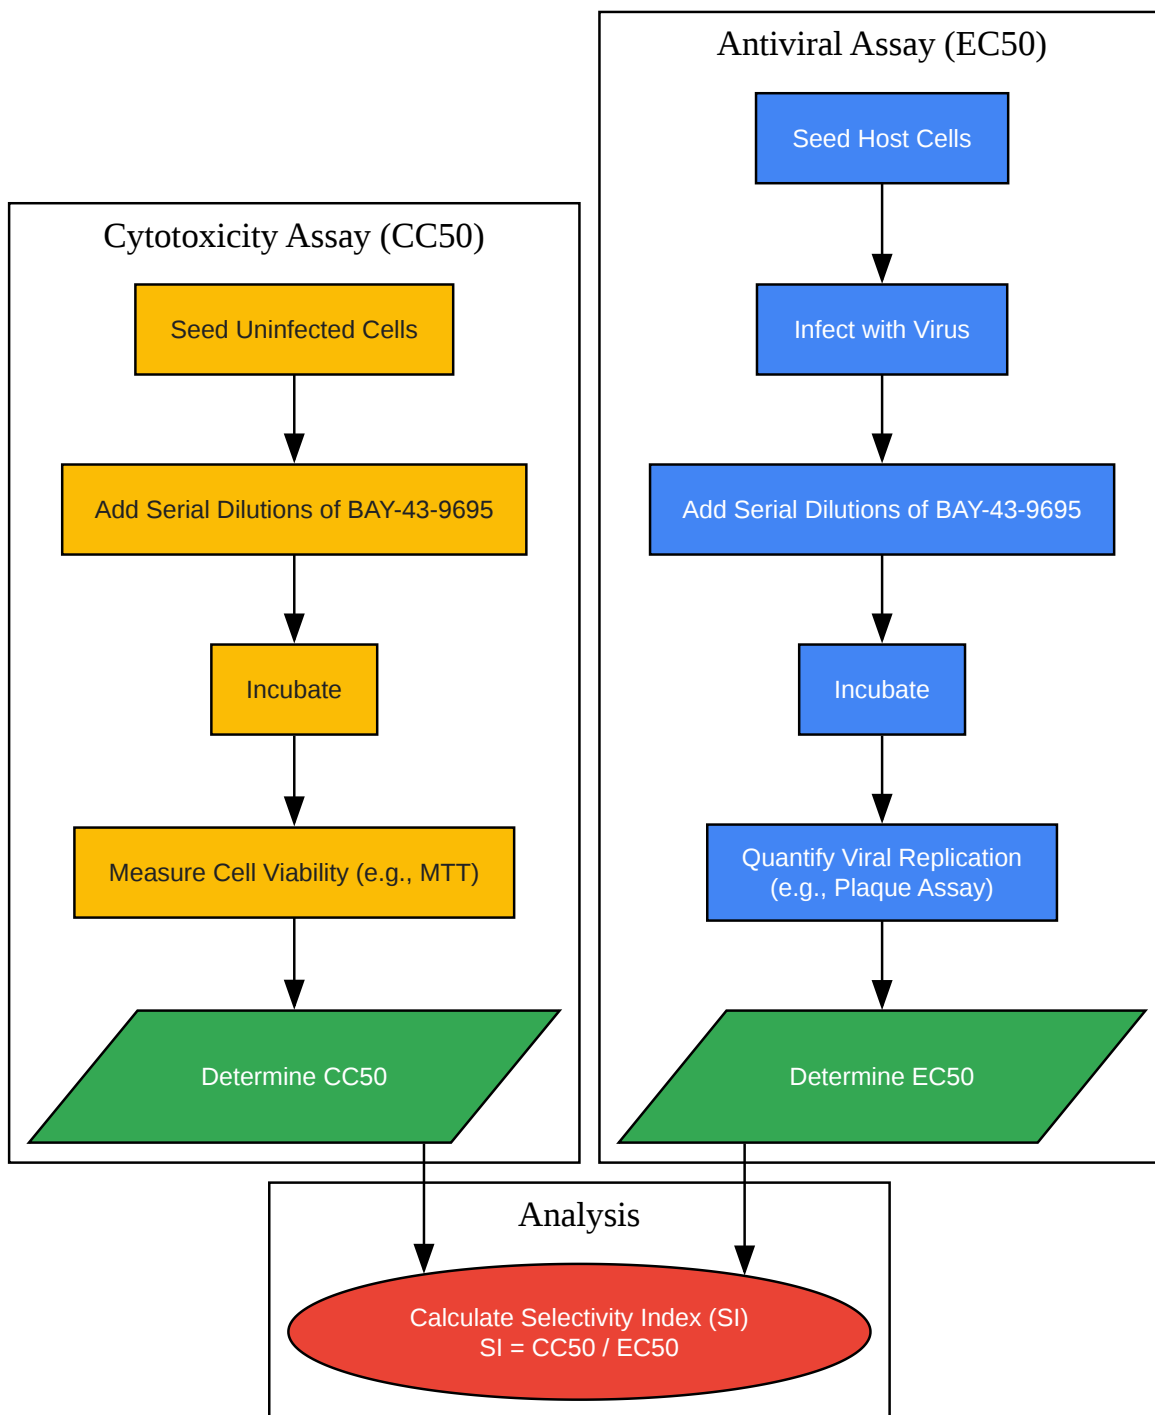 Cytotoxicity Assay (CC50)
Seed Uninfected Cells
Add Serial Dilutions of BAY-43-9695
Incubate
Measure Cell Viability (e.g., MTT)
Determine CC50
Antiviral Assay (EC50)
Seed Host Cells
Infect with Virus
Add Serial Dilutions of BAY-43-9695
Incubate
Quantify Viral Replication
(e.g., Plaque Assay)
Determine EC50
Analysis
Calculate Selectivity Index (SI)
SI = CC50 / EC50